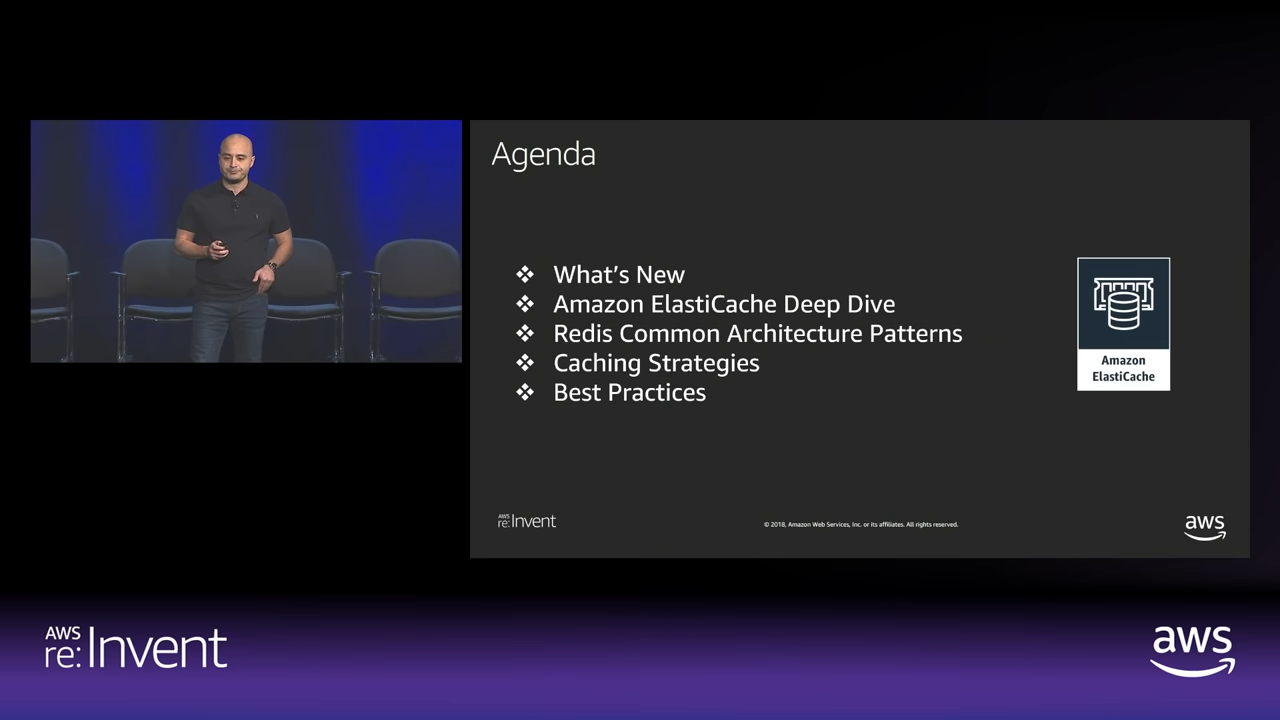 Agenda
❖ What's New
❖ Amazon ElastiCache Deep Dive
❖ Redis Common Architecture Patterns
❖ Caching Strategies
❖ Best Practices
Amazon
ElastiCache
AWS
re:Invent
© 2018, Amazon Web Services, Inc. or its affiliates. All rights reserved.
aws
AWS
re:Invent
aws